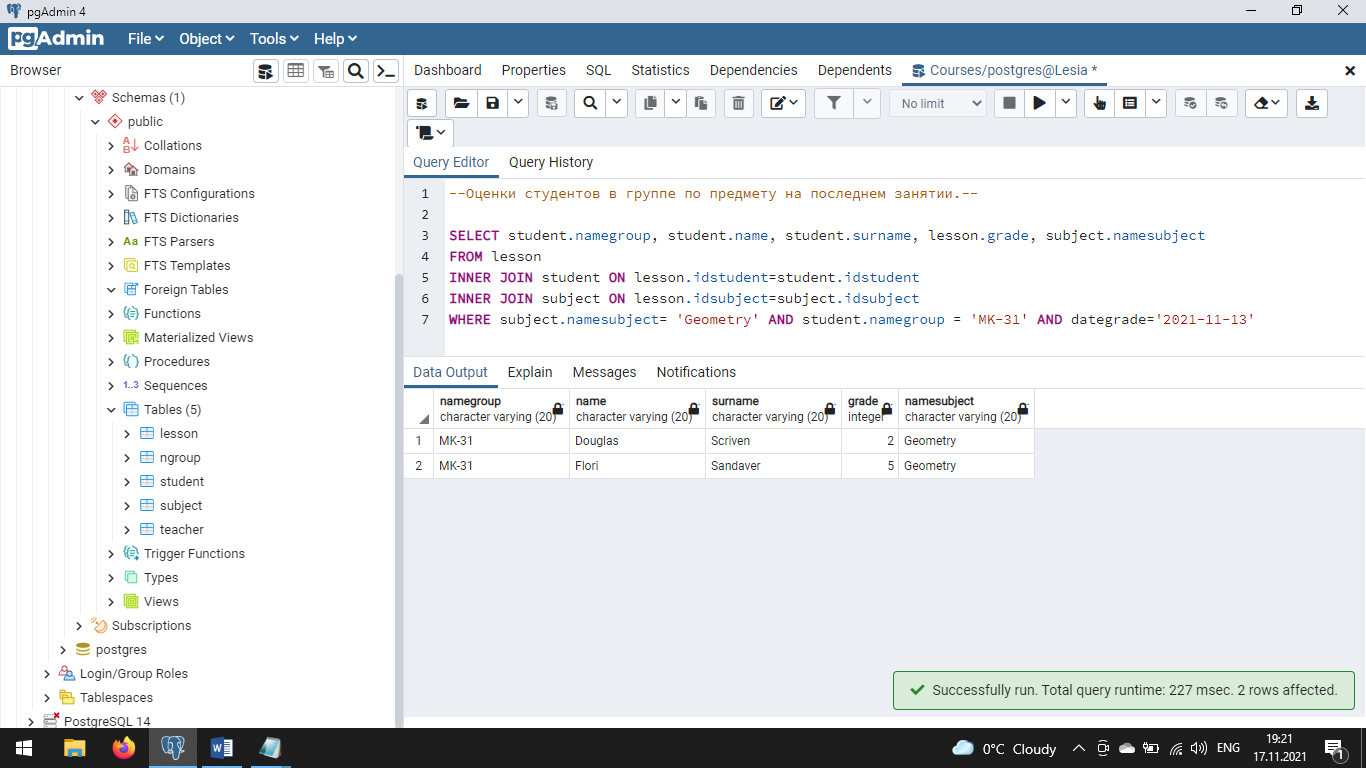 pgAdmin 4
pgAdmin
File Object Tools Help
Browser
Dashboard Properties SQL Statistics Dependencies Dependents Courses/postgres@Lesia *
No limit
Query Editor Query History
Schemas (1)
public
Collations
Domains
FTS Configurations
FTS Dictionaries
Aa FTS Parsers
FTS Templates
Foreign Tables
Functions
Materialized Views
Procedures
1..3 Sequences
Tables (5)
lesson
ngroup
student
subject
teacher
Trigger Functions
Types
Views
Subscriptions
postgres
Login/Group Roles
Tablespaces
PostgreSQL 14
1 --Оценки студентов в группе по предмету на последнем занятии.--
2
3 SELECT student.namegroup, student.name, student.surname, lesson.grade, subject.namesubject
4 FROM lesson
5 INNER JOIN student ON lesson.idstudent=student.idstudent
6 INNER JOIN subject ON lesson.idsubject=subject.idsubject
7 WHERE subject.namesubject= 'Geometry' AND student.namegroup = 'MK-31' AND dategrade='2021-11-13'
Data Output Explain Messages Notifications
namegroup name surname grade namesubject
character varying (20) character varying (20) character varying (20) integer character varying (20)
1 MK-31 Douglas Scriven 2 Geometry
2 MK-31 Flori Sandaver 5 Geometry
Successfully run. Total query runtime: 227 msec. 2 rows affected.
0°C Cloudy ENG 19:21
17.11.2021
1